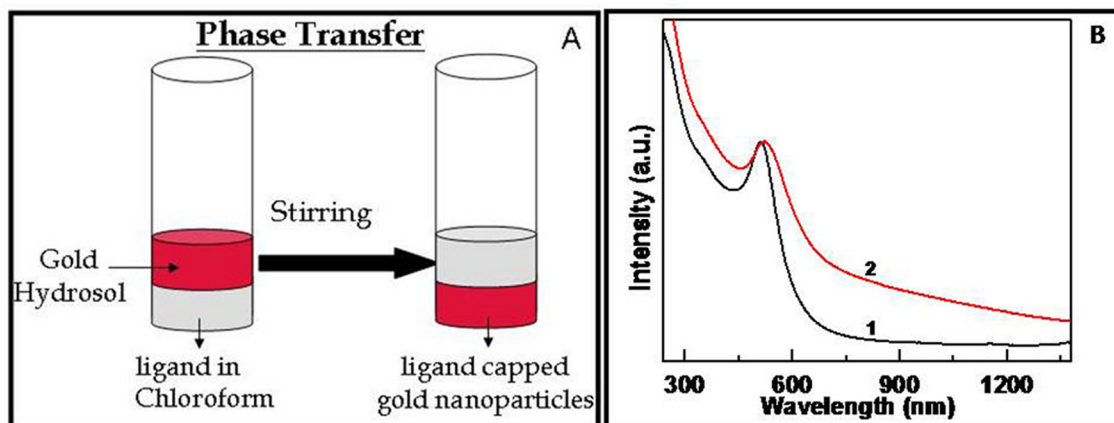 Phase Transfer
A
Stirring
Gold
Hydrosol
ligand in
Chloroform
ligand capped
gold nanoparticles
B
Intensity (a.u.)
2
1
300 600 900 1200
Wavelength (nm)